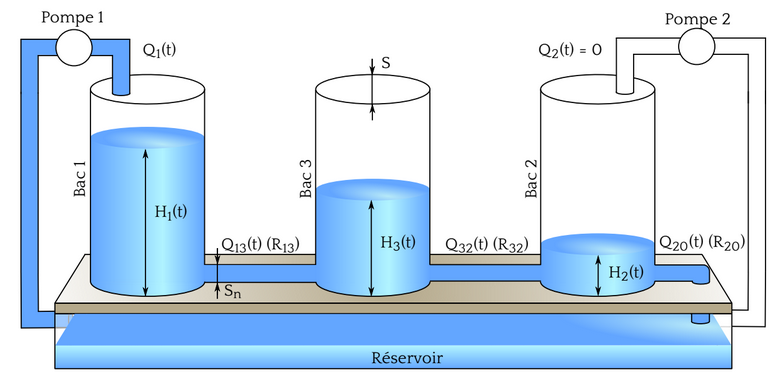 Pompe 1
Pompe 2
Q1(t)
S
Q2(t) = 0
Bac 1
Bac 3
Bac 2
H1(t)
H3(t)
H2(t)
Q13(t) (R13)
Q32(t) (R32)
Q20(t) (R20)
Sn
Réservoir